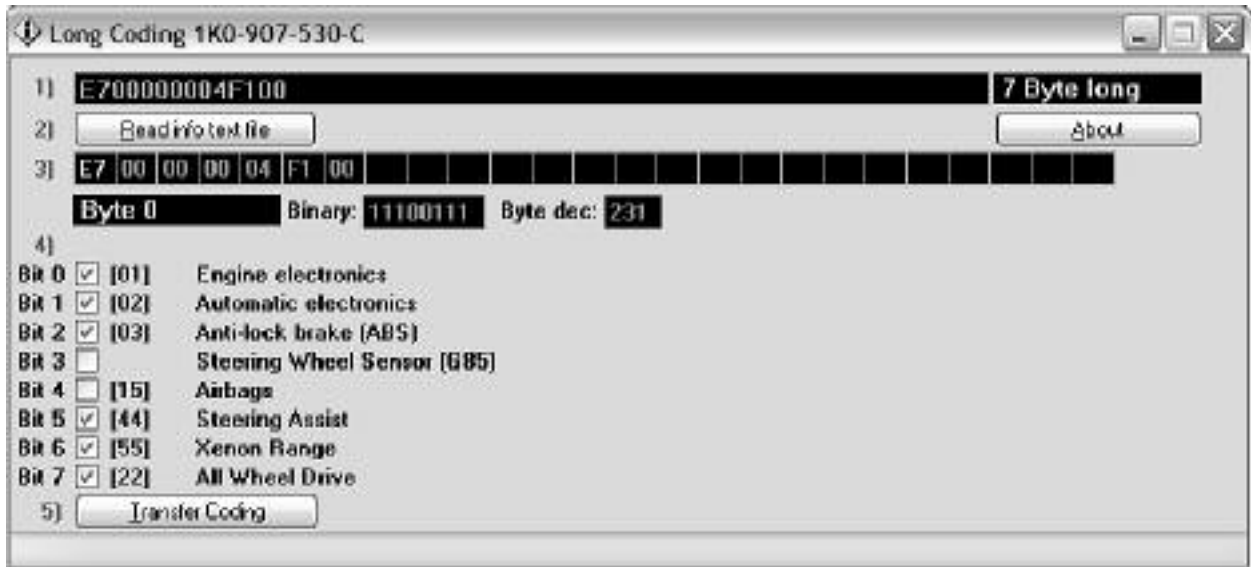 Long Coding 1K0-907-530-C
1) E700000004F100 7 Byte long
2) Read info text file About
3) E7 00 00 00 04 F1 00
Byte 0 Binary: 11100111 Byte dec: 231
4)
Bit 0 [01] Engine electronics
Bit 1 [02] Automatic electronics
Bit 2 [03] Anti-lock brake (ABS)
Bit 3 Steering Wheel Sensor (G85)
Bit 4 [15] Airbags
Bit 5 [44] Steering Assist
Bit 6 [55] Xenon Range
Bit 7 [22] All Wheel Drive
5) Transfer Coding